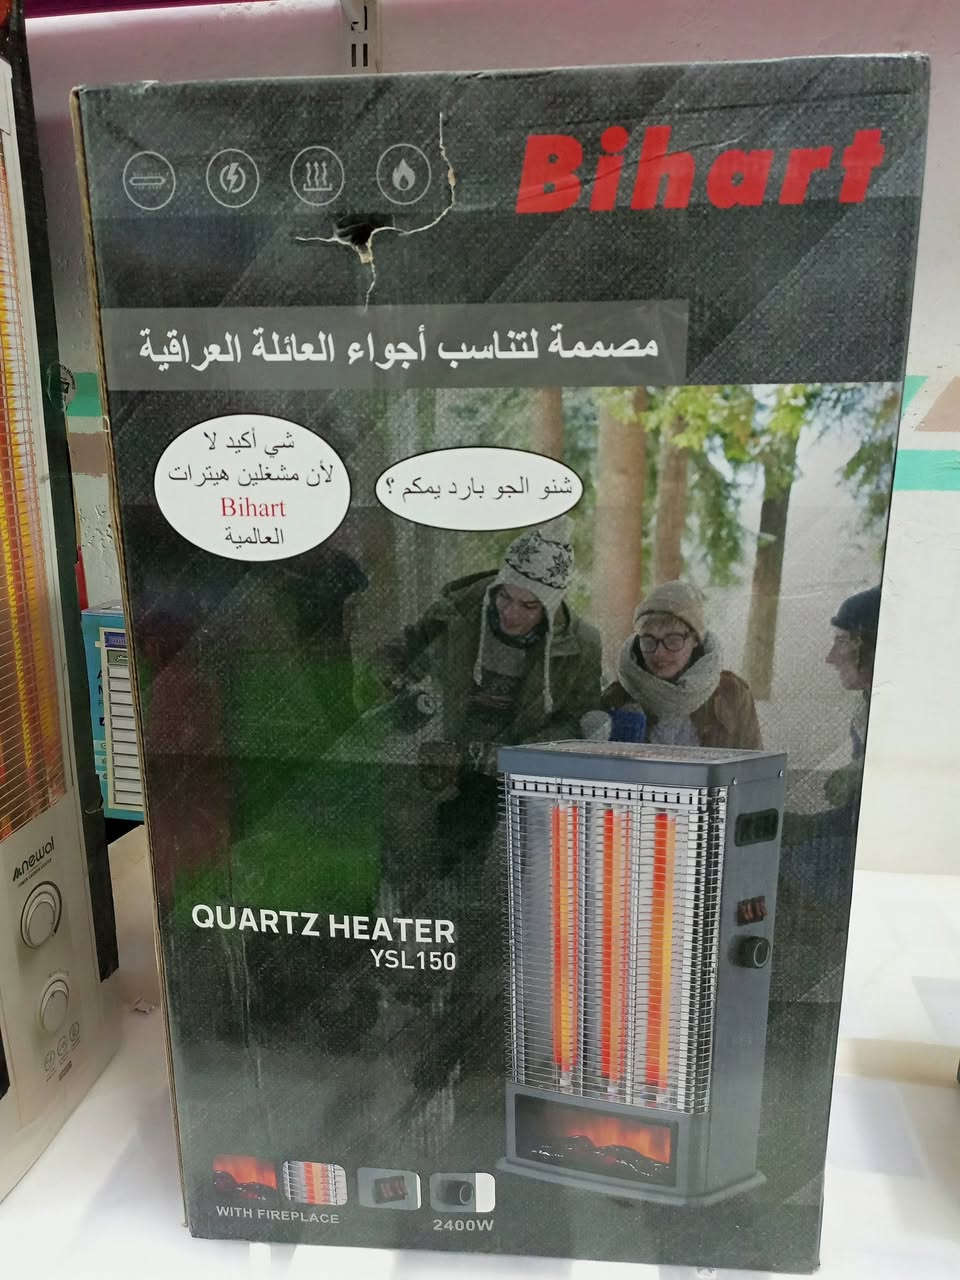 Bihart
مصممة لتناسب أجواء العائلة العراقية
شنو الجو بارد يمكم ؟
شي أكيد لا
لأن مشغلين هيترات
Bihart
العالمية
QUARTZ HEATER
YSL150
WITH FIREPLACE
2400W
newal